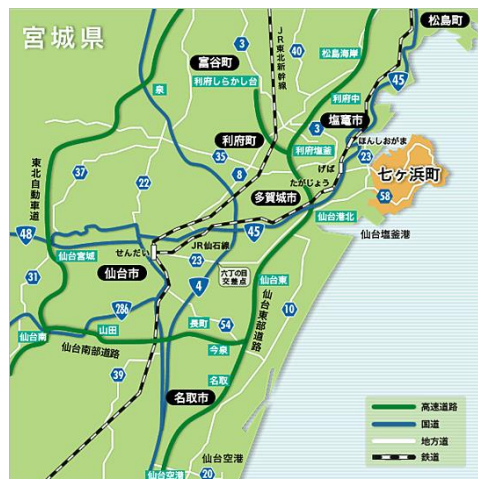 宮城県
松島町
富谷町
3
40
松島海岸
JR東北新幹線
45
泉
利府しらかし台
利府中
塩竈市
利府町
3
ほんしおがま
35
利府塩釜
げば
23
七ヶ浜町
東北自動車道
37
22
8
たがじょう
多賀城市
58
48
仙台港北
仙台塩釜港
せんだい
JR仙石線
45
仙台宮城
23
仙台市
六丁の目
交差点
仙台東
31
4
286
10
仙台東部道路
仙台南
山田
長町
54
仙台南部道路
今泉
39
名取
名取市
高速道路
国道
地方道
鉄道
仙台空港
仙台空港
20